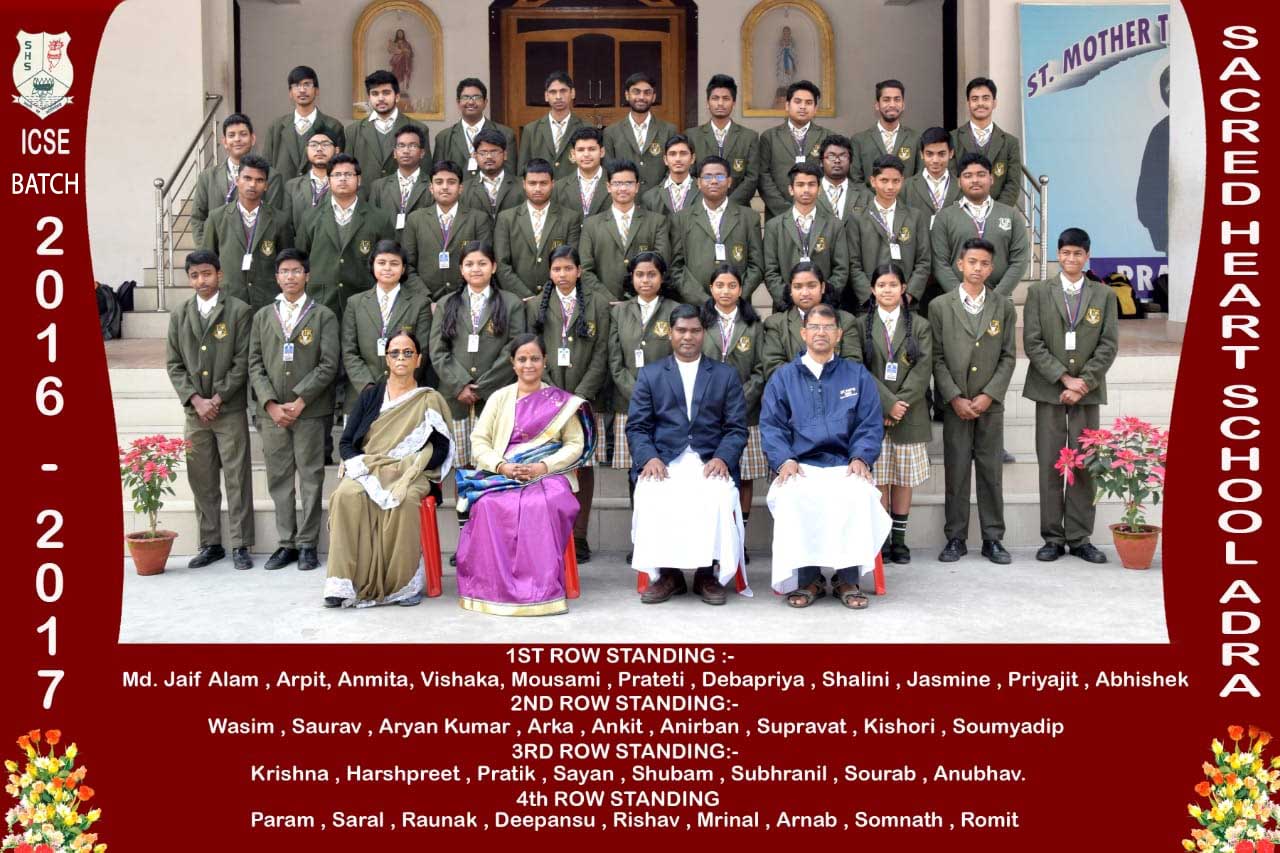 SHS
ICSE
BATCH
2016 - 2017
ST. MOTHER T
PRA
SACRED HEART SCHOOL ADRA
1ST ROW STANDING :-
Md. Jaif Alam , Arpit, Anmita, Vishaka, Mousami , Prateti , Debapriya , Shalini , Jasmine , Priyajit , Abhishek
2ND ROW STANDING:-
Wasim , Saurav , Aryan Kumar , Arka , Ankit , Anirban , Supravat , Kishori , Soumyadip
3RD ROW STANDING:-
Krishna , Harshpreet , Pratik , Sayan , Shubam , Subhranil , Sourab , Anubhav.
4th ROW STANDING
Param , Saral , Raunak , Deepansu , Rishav , Mrinal , Arnab , Somnath , Romit